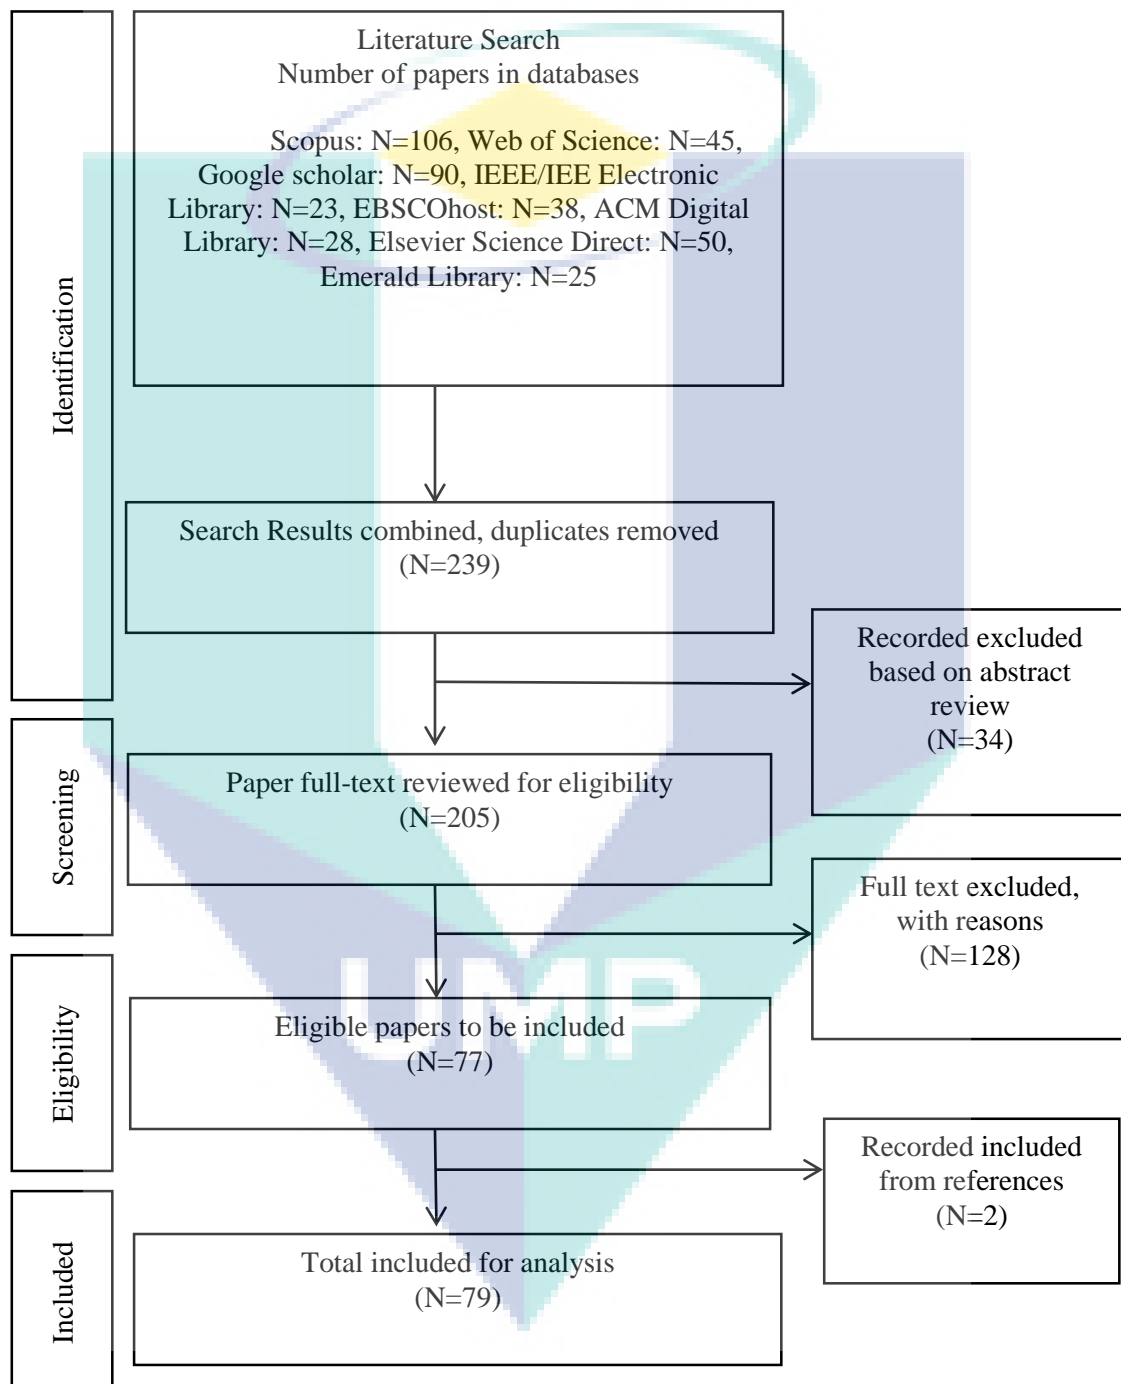 Identification
Literature Search
Number of papers in databases
Scopus: N=106, Web of Science: N=45,
Google scholar: N=90, IEEE/IEE Electronic
Library: N=23, EBSCOhost: N=38, ACM Digital
Library: N=28, Elsevier Science Direct: N=50,
Emerald Library: N=25
Search Results combined, duplicates removed
(N=239)
Recorded excluded
based on abstract
review
(N=34)
Screening
Paper full-text reviewed for eligibility
(N=205)
Full text excluded,
with reasons
(N=128)
Eligibility
UMP
Eligible papers to be included
(N=77)
Recorded included
from references
(N=2)
Included
Total included for analysis
(N=79)